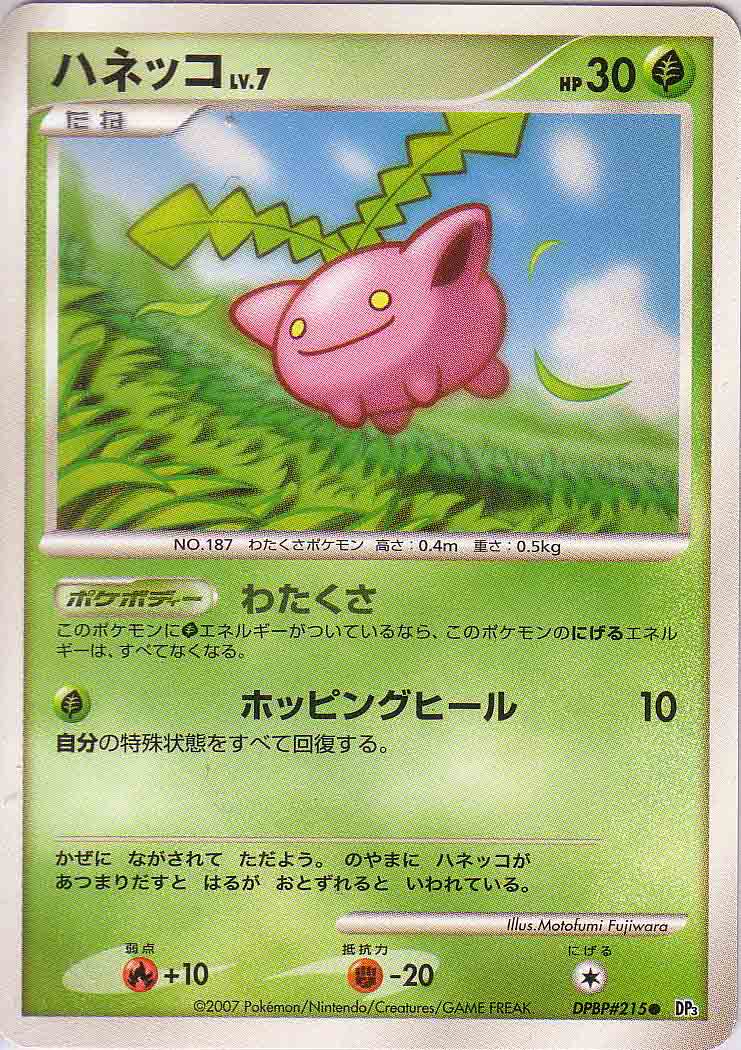 ハネッコ LV.7 HP 30
たね
NO.187 わたくさポケモン 高さ:0.4m 重さ:0.5kg
ポケボディー わたくさ
このポケモンにエネルギーがついているなら、このポケモンのにげるエネル
ギーは、すべてなくなる。
ホッピングヒール 10
自分の特殊状態をすべて回復する。
かぜに ながされて ただよう。 のやまに ハネッコが
あつまりだすと はるが おとずれると いわれている。
Illus.Motofumi Fujiwara
弱点 抵抗力 にげる
+10 -20
©2007 Pokémon/Nintendo/Creatures/GAME FREAK. DPBP#215 DP3